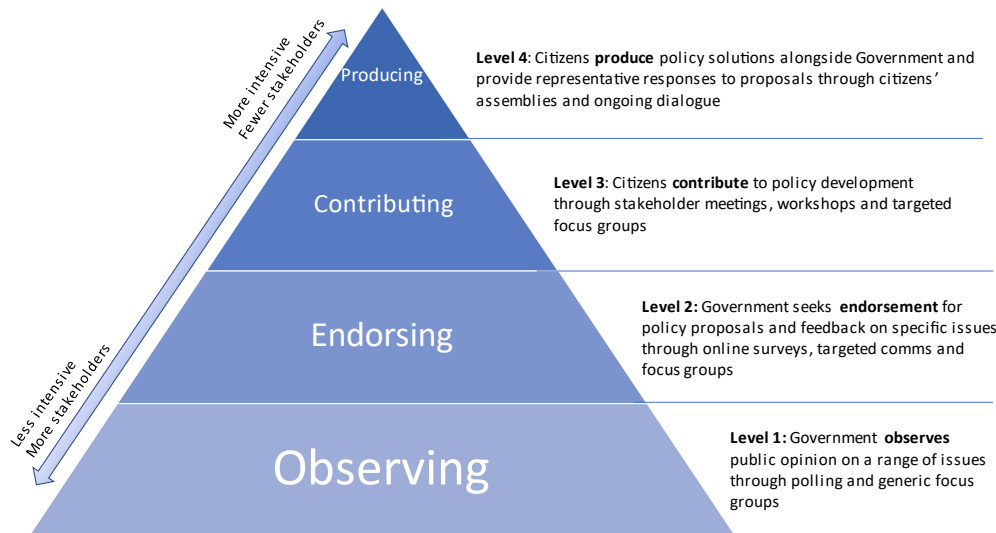 More intensive
Fewer stakeholders
Producing
Level 4: Citizens produce policy solutions alongside Government and
provide representative responses to proposals through citizens’
assemblies and ongoing dialogue
Contributing
Level 3: Citizens contribute to policy development
through stakeholder meetings, workshops and targeted
focus groups
Endorsing
Level 2: Government seeks endorsement for
policy proposals and feedback on specific issues
through online surveys, targeted comms and
focus groups
Less intensive
More stakeholders
Observing
Level 1: Government observes
public opinion on a range of issues
through polling and generic focus
groups